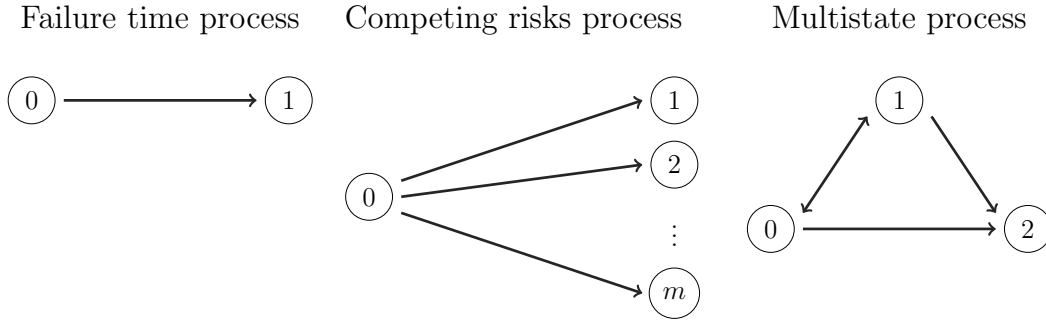 Failure time process
0
1
Competing risks process
0
1
2
⋮
m
Multistate process
1
0
2